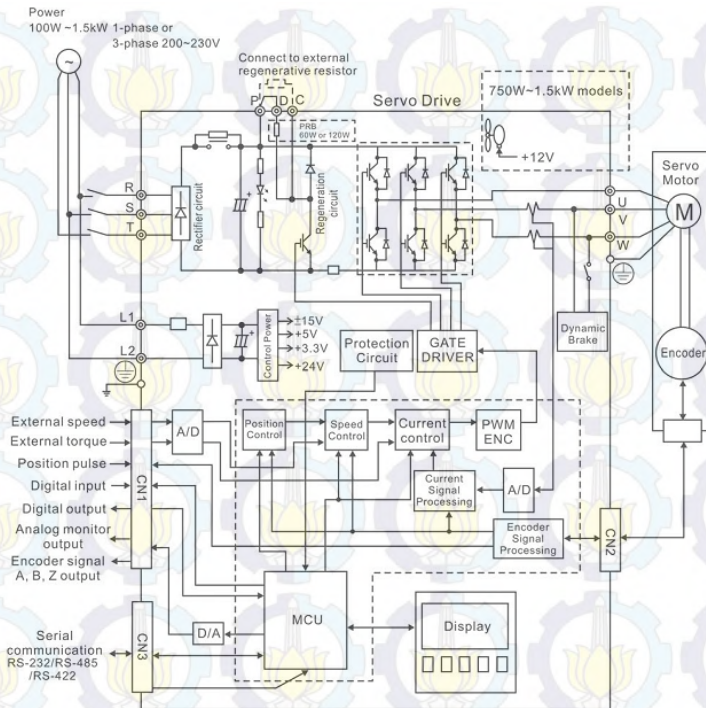 Power
100W ~1.5kW 1-phase or
3-phase 200~230V
Connect to external
regenerative resistor
P
D
C
Servo Drive
750W~1.5kW models
+12V
PRB
60W or 120W
Servo
Motor
R
S
T
Rectifier circuit
+
Regeneration
circuit
U
V
W
M
L1
L2
+
Control Power
±15V
+5V
+3.3V
+24V
Protection
Circuit
GATE
DRIVER
Dynamic
Brake
Encoder
External speed
External torque
Position pulse
Digital input
Digital output
Analog monitor
output
Encoder signal
A, B, Z output
CN1
A/D
Position
Control
Speed
Control
Current
control
PWM
ENC
Current
Signal
Processing
A/D
Encoder
Signal
Processing
CN2
Serial
communication
RS-232/RS-485
/RS-422
CN3
D/A
MCU
Display